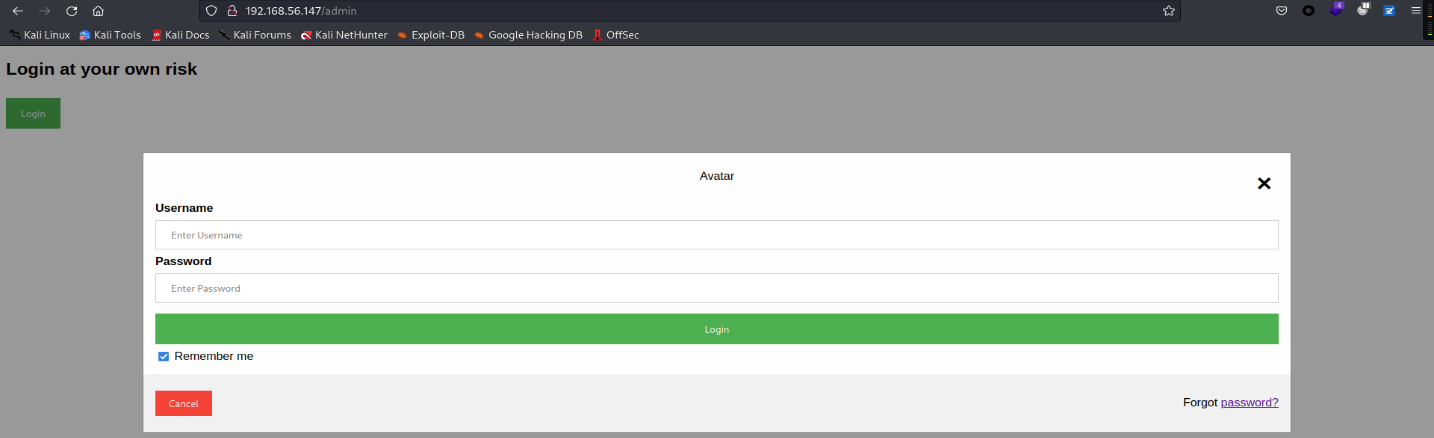 192.168.56.147/admin
4
Kali Linux Kali Tools Kali Docs Kali Forums Kali NetHunter Exploit-DB Google Hacking DB OffSec
Login at your own risk
Login
Avatar
Username
Enter Username
Password
Enter Password
Login
Remember me
Cancel
Forgot password?